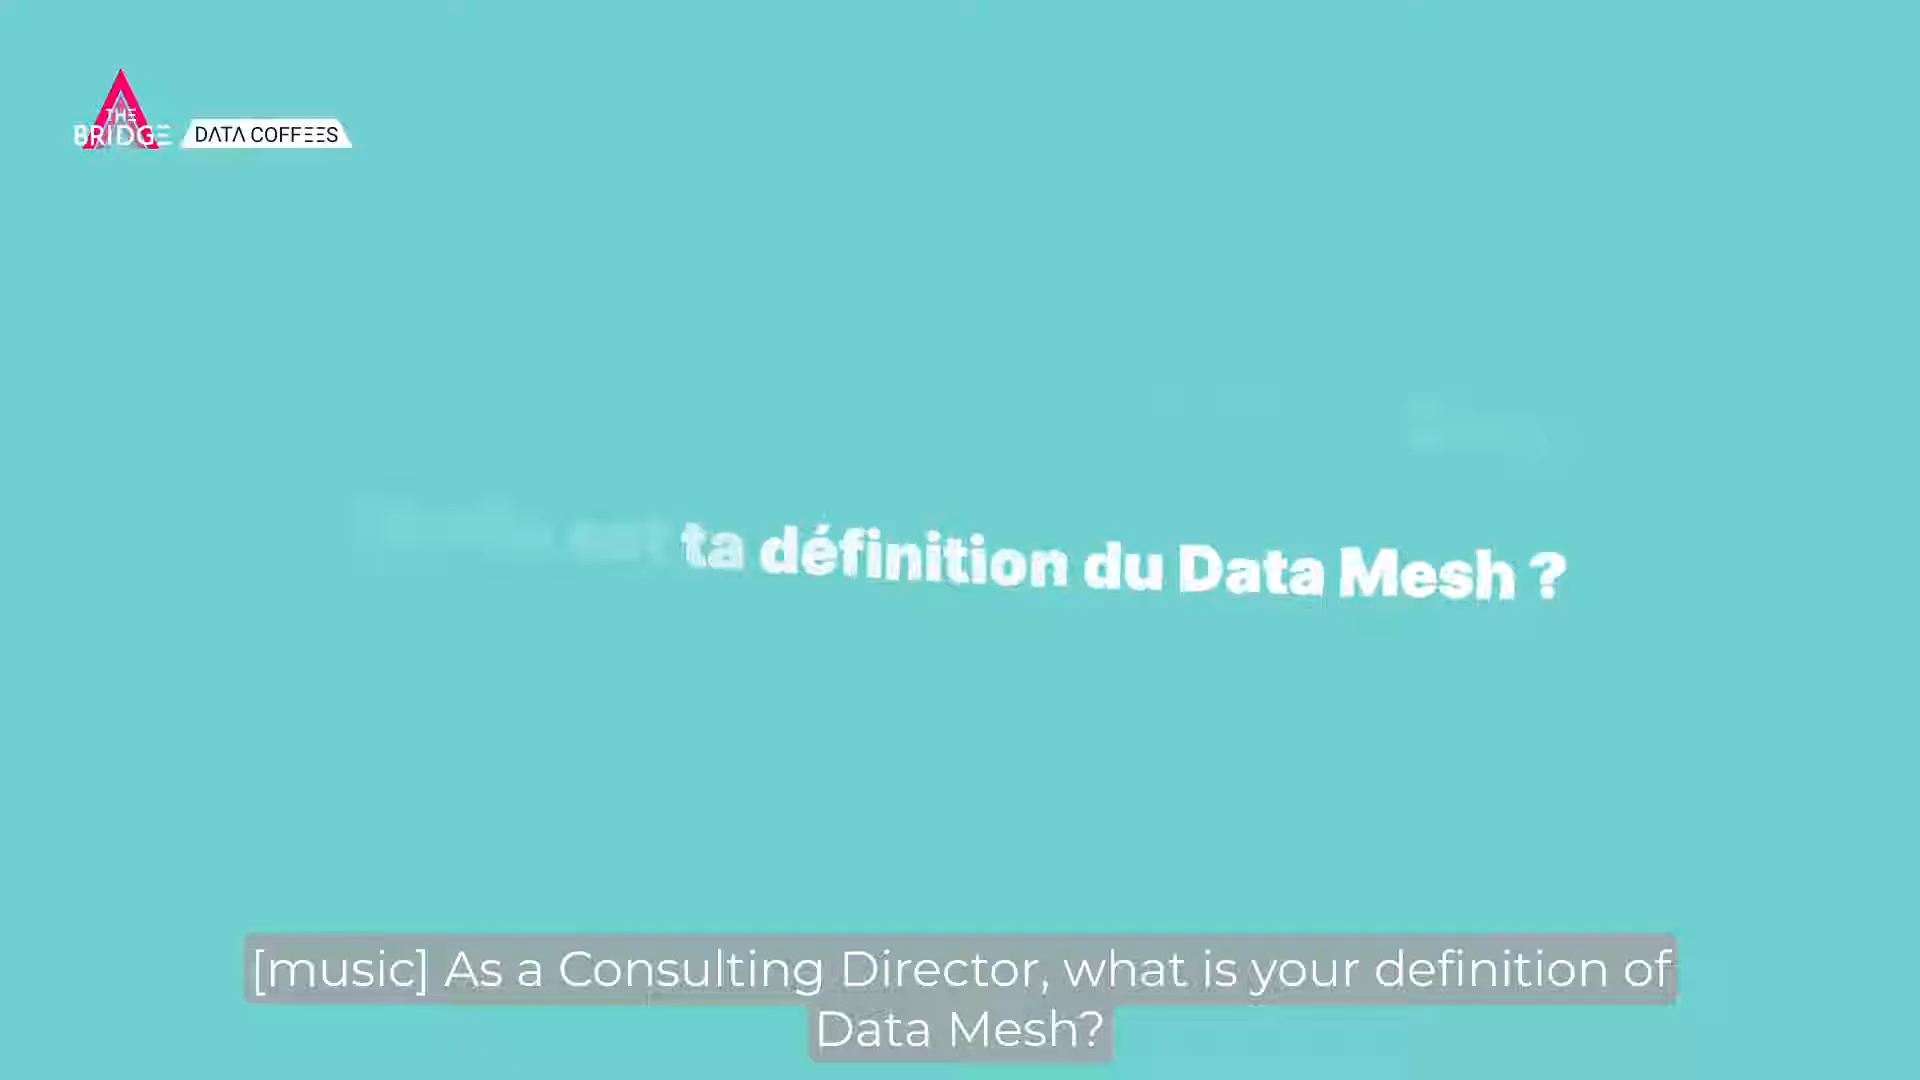 THE
BRIDGE
DATA COFFEES
ta définition du Data Mesh ?
[music] As a Consulting Director, what is your definition of
Data Mesh?